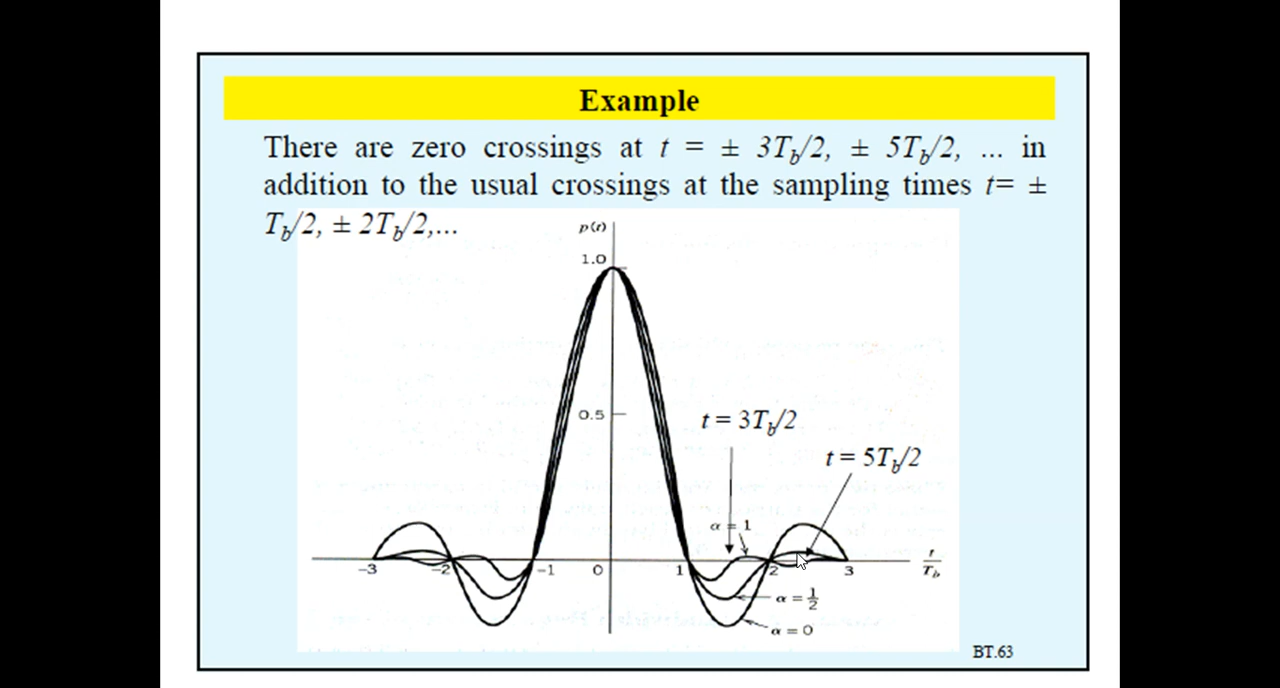 Example
There are zero crossings at t = ± 3Tb/2, ± 5Tb/2, ... in
addition to the usual crossings at the sampling times t= ±
Tb/2, ± 2Tb/2,...
p(t)
1.0
0.5
t = 3Tb/2
t = 5Tb/2
α = 1
-3 -2 -1 0 1 2 3 t/Tb
α = 1/2
α = 0
BT.63